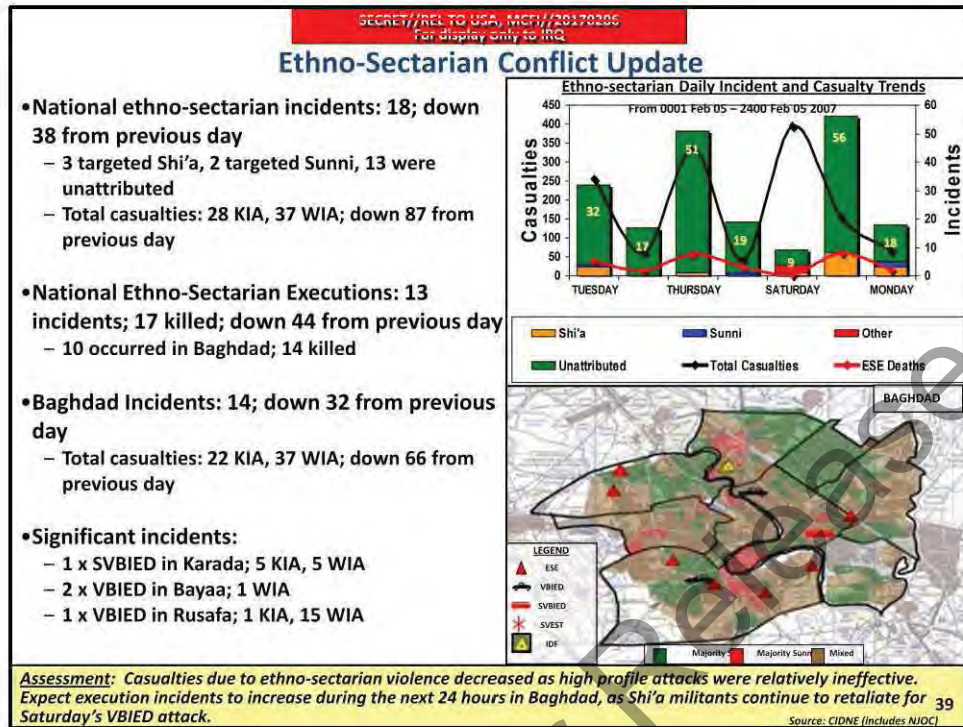 SECRET//REL TO USA, MCFI//20170206
For display only to IRQ
Ethno-Sectarian Conflict Update
•National ethno-sectarian incidents: 18; down
38 from previous day
– 3 targeted Shi'a, 2 targeted Sunni, 13 were
unattributed
– Total casualties: 28 KIA, 37 WIA; down 87 from
previous day
•National Ethno-Sectarian Executions: 13
incidents; 17 killed; down 44 from previous day
– 10 occurred in Baghdad; 14 killed
•Baghdad Incidents: 14; down 32 from previous
day
– Total casualties: 22 KIA, 37 WIA; down 66 from
previous day
•Significant incidents:
– 1 x SVBIED in Karada; 5 KIA, 5 WIA
– 2 x VBIED in Bayaa; 1 WIA
– 1 x VBIED in Rusafa; 1 KIA, 15 WIA
Ethno-sectarian Daily Incident and Casualty Trends
From 0001 Feb 05 – 2400 Feb 05 2007
Casualties
450
400
350
300
250
200
150
100
50
0
32
17
51
19
9
56
18
60
50
40
30
20
10
0
Incidents
TUESDAY THURSDAY SATURDAY MONDAY
Shi'a Sunni Other
Unattributed Total Casualties ESE Deaths
BAGHDAD
LEGEND
ESE
VBIED
SVBIED
SVEST
IDF
Majority Majority Sunni Mixed
Release
Assessment: Casualties due to ethno-sectarian violence decreased as high profile attacks were relatively ineffective.
Expect execution incidents to increase during the next 24 hours in Baghdad, as Shi'a militants continue to retaliate for
Saturday's VBIED attack.
39
Source: CIDNE (includes NJOC)